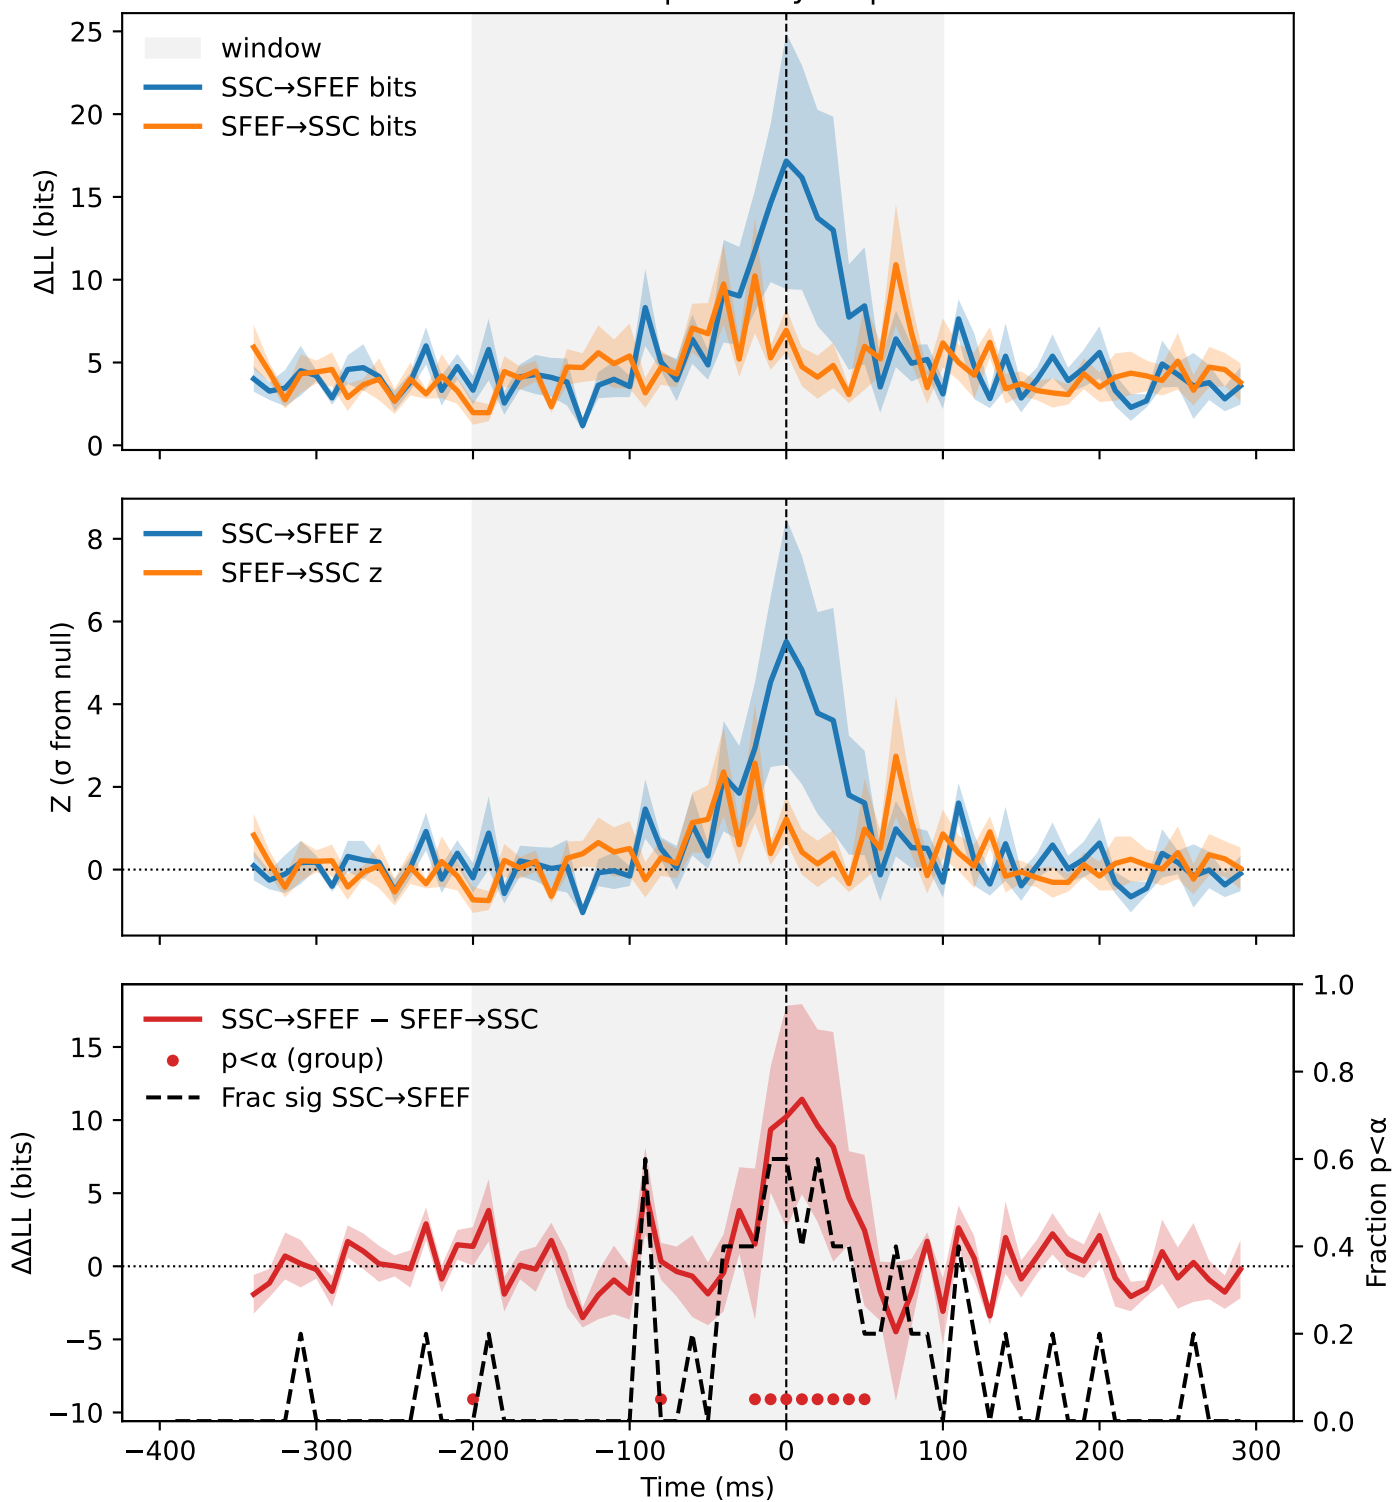 25
20
15
10
5
0
ΔLL (bits)
window
SSC→SFEF bits
SFEF→SSC bits
8
6
4
2
0
Z (σ from null)
SSC→SFEF z
SFEF→SSC z
15
10
5
0
−5
−10
ΔΔLL (bits)
SSC→SFEF − SFEF→SSC
p<α (group)
Frac sig SSC→SFEF
1.0
0.8
0.6
0.4
0.2
0.0
Fraction p<α
−400 −300 −200 −100 0 100 200 300
Time (ms)